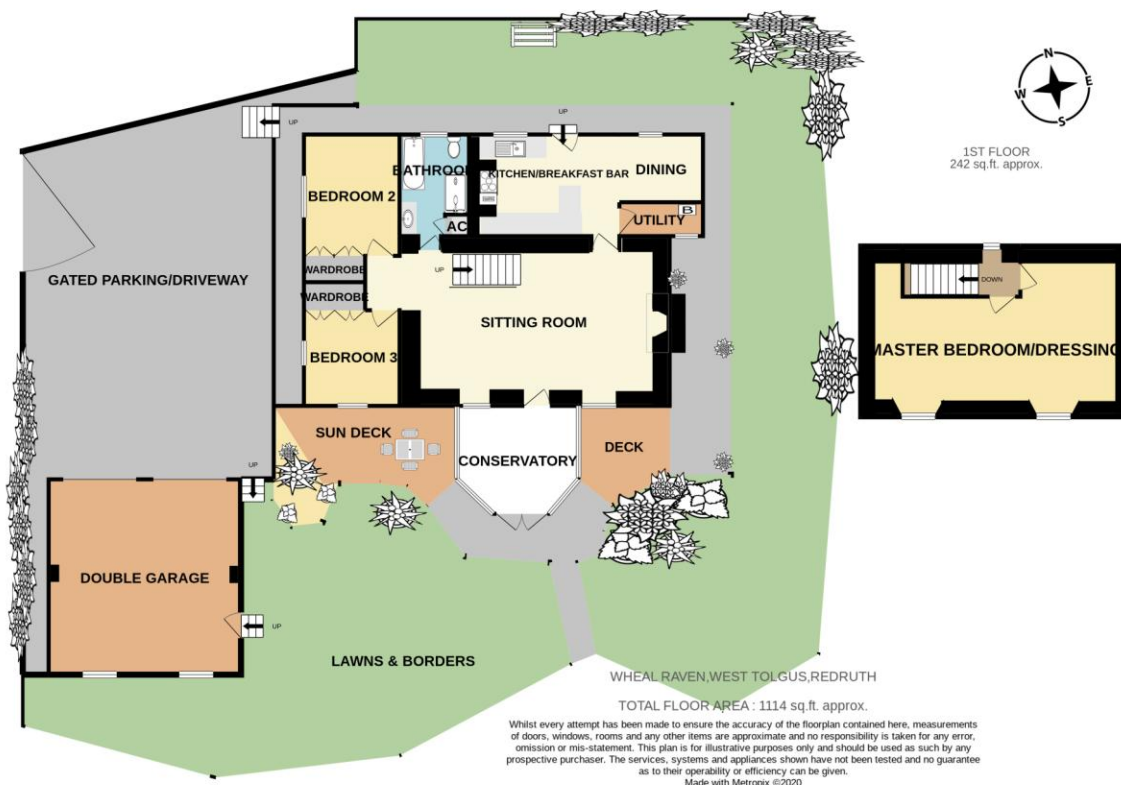 N
W
E
S
1ST FLOOR
242 sq.ft. approx.
UP
UP
BATHROOM
KITCHEN/BREAKFAST BAR
DINING
BEDROOM 2
B
UTILITY
AC
WARDROBE
UP
WARDROBE
GATED PARKING/DRIVEWAY
DOWN
SITTING ROOM
MASTER BEDROOM/DRESSING
BEDROOM 3
SUN DECK
DECK
CONSERVATORY
UP
DOUBLE GARAGE
UP
LAWNS & BORDERS
WHEAL RAVEN,WEST TOLGUS,REDRUTH
TOTAL FLOOR AREA : 1114 sq.ft. approx.
Whilst every attempt has been made to ensure the accuracy of the floorplan contained here, measurements
of doors, windows, rooms and any other items are approximate and no responsibility is taken for any error,
omission or mis-statement. This plan is for illustrative purposes only and should be used as such by any
prospective purchaser. The services, systems and appliances shown have not been tested and no guarantee
as to their operability or efficiency can be given.
Made with Metropix ©2020